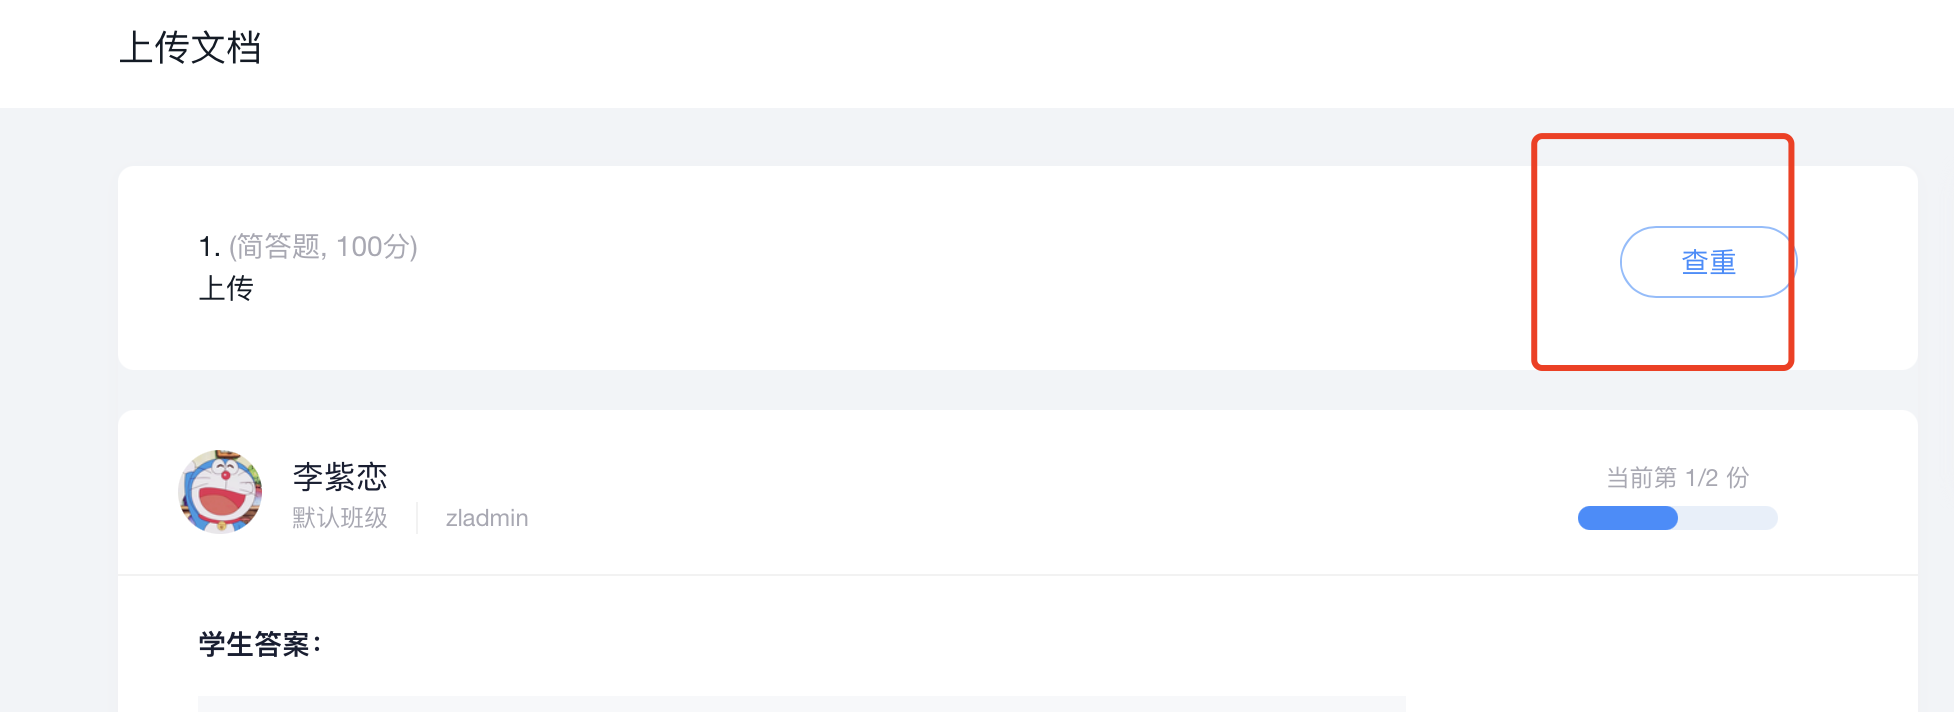 上传文档
1. (简答题, 100分)
上传
查重
李紫恋
默认班级 zladmin
当前第 1/2 份
学生答案：